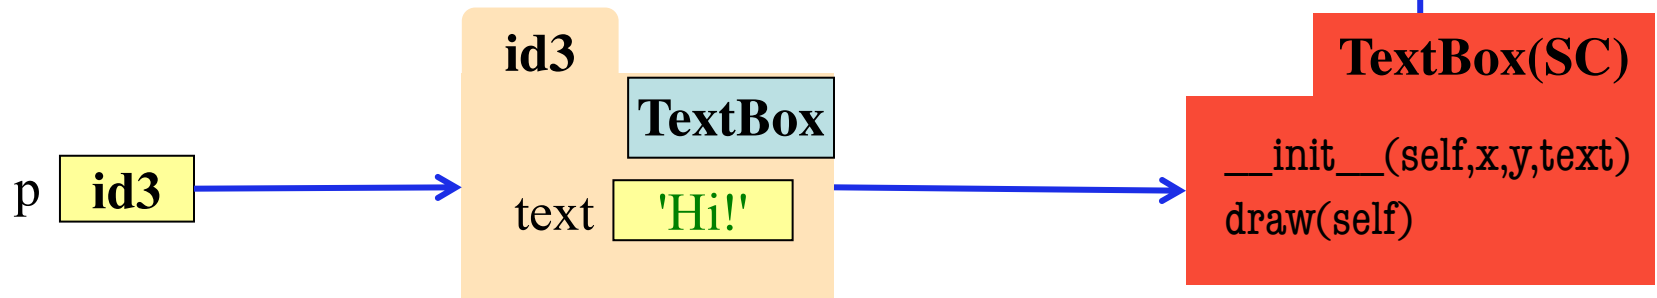 p
id3
id3
TextBox
text 'Hi!'
TextBox(SC)
__init__(self,x,y,text)
draw(self)